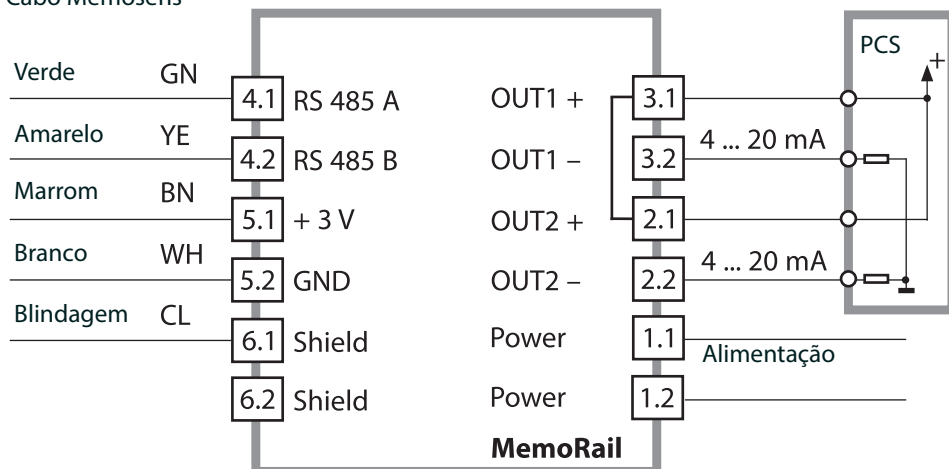 Cabo Memosens
PCS
+
Verde GN 4.1 RS 485 A OUT1 + 3.1
Amarelo YE 4.2 RS 485 B OUT1 – 3.2 4 ... 20 mA
Marrom BN 5.1 + 3 V OUT2 + 2.1
Branco WH 5.2 GND OUT2 – 2.2 4 ... 20 mA
Blindagem CL 6.1 Shield Power 1.1 Alimentação
6.2 Shield Power 1.2
MemoRail